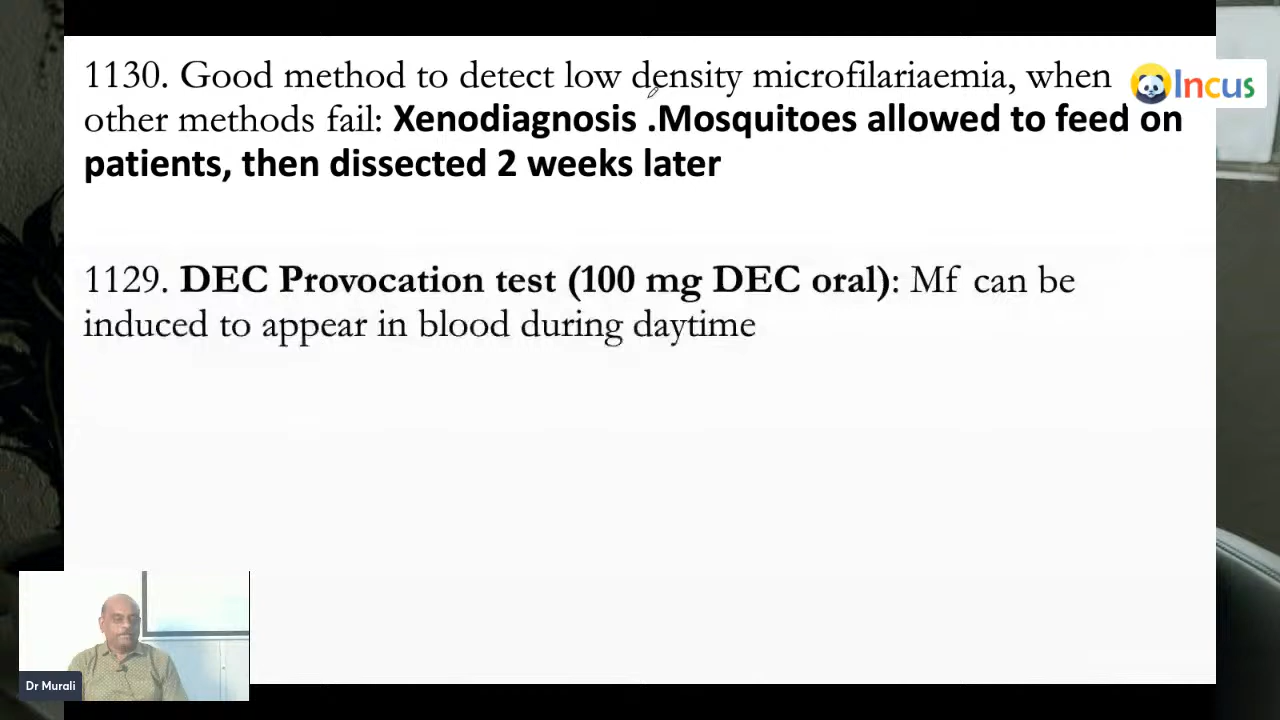 1130. Good method to detect low density microfilariaemia, when
other methods fail: Xenodiagnosis .Mosquitoes allowed to feed on
patients, then dissected 2 weeks later
Incus
1129. DEC Provocation test (100 mg DEC oral): Mf can be
induced to appear in blood during daytime
Dr Murali